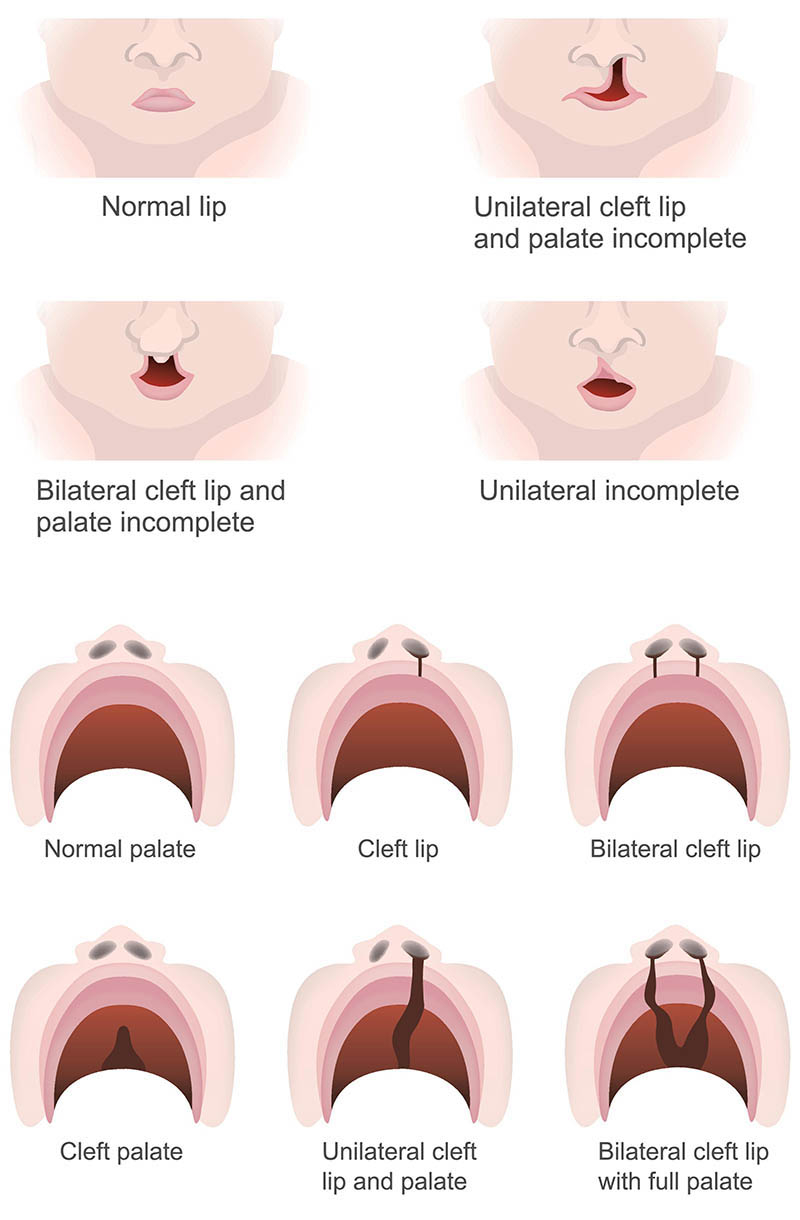 Normal lip
Unilateral cleft lip
and palate incomplete
Bilateral cleft lip and
palate incomplete
Unilateral incomplete
Normal palate
Cleft lip
Bilateral cleft lip
Cleft palate
Unilateral cleft
lip and palate
Bilateral cleft lip
with full palate